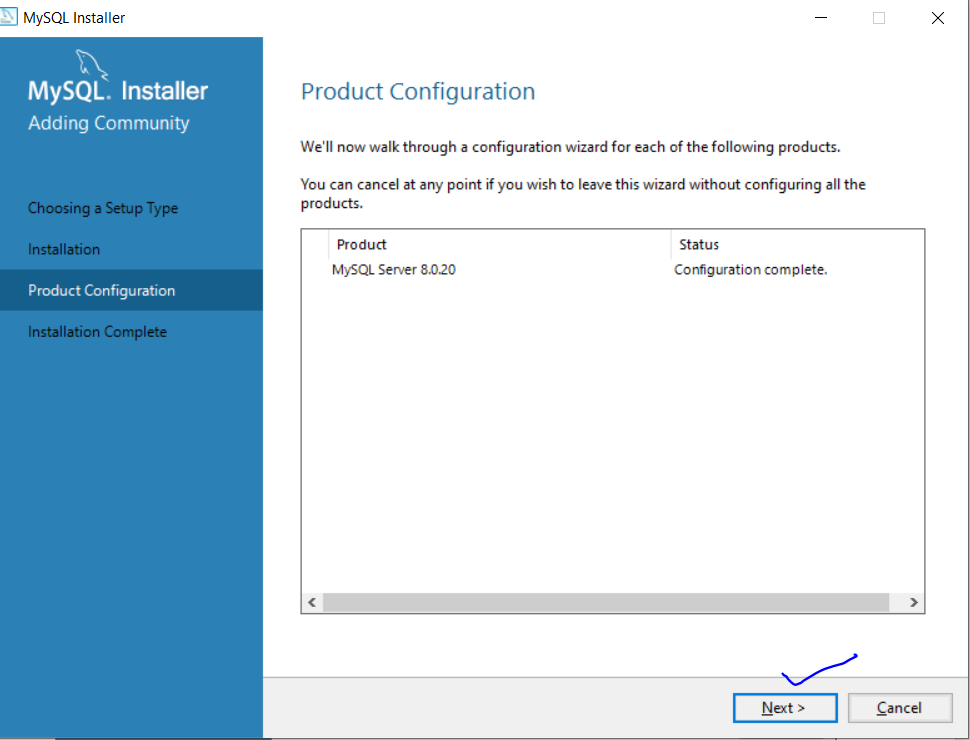 MySQL Installer
MySQL. Installer
Adding Community
Choosing a Setup Type
Installation
Product Configuration
Installation Complete
Product Configuration
We'll now walk through a configuration wizard for each of the following products.
You can cancel at any point if you wish to leave this wizard without configuring all the
products.
Product Status
MySQL Server 8.0.20 Configuration complete.
Next > Cancel